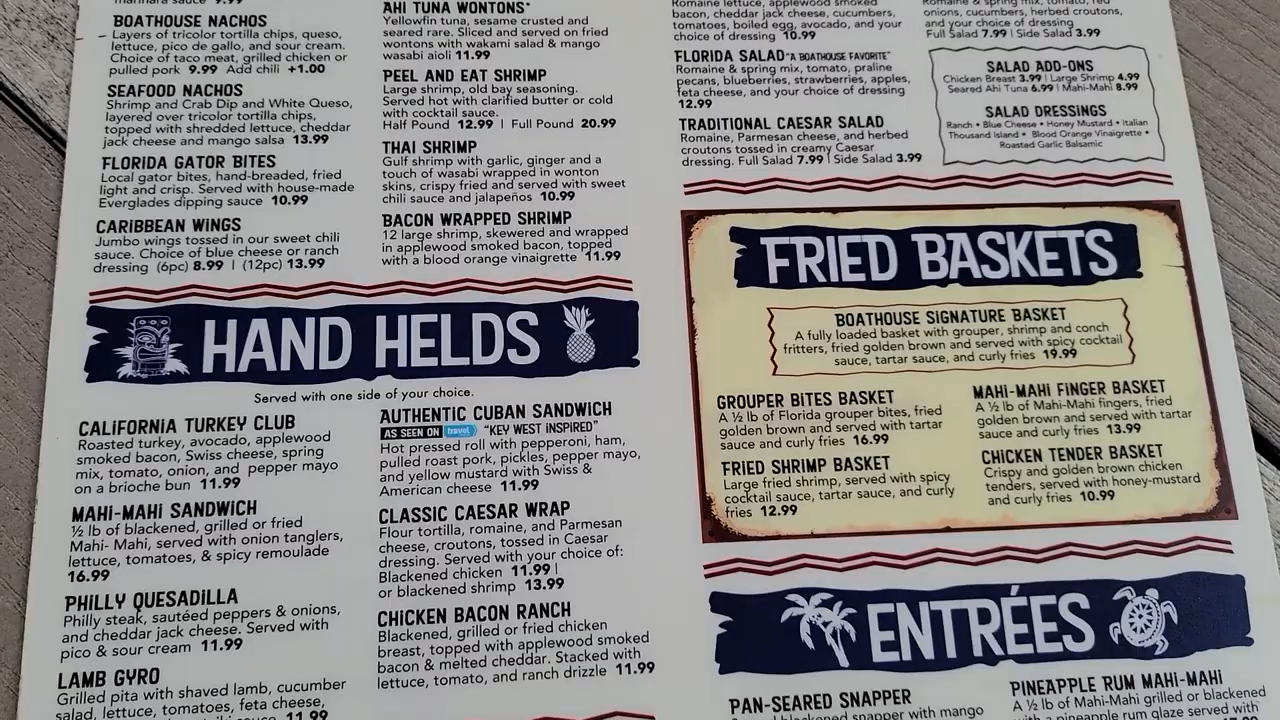 marinara sauce 9.99
BOATHOUSE NACHOS
Layers of tricolor tortilla chips, queso,
lettuce, pico de gallo, and sour cream.
Choice of taco meat, grilled chicken or
pulled pork 9.99 Add chili +1.00
SEAFOOD NACHOS
Shrimp and Crab Dip and White Queso,
layered over tricolor tortilla chips,
topped with shredded lettuce, cheddar
jack cheese and mango salsa 13.99
FLORIDA GATOR BITES
Local gator bites, hand-breaded, fried
light and crisp. Served with house-made
Everglades dipping sauce 10.99
CARIBBEAN WINGS
Jumbo wings tossed in our sweet chili
sauce. Choice of blue cheese or ranch
dressing (6pc) 8.99 | (12pc) 13.99
AHI TUNA WONTONS*
Yellowfin tuna, sesame crusted and
seared rare. Sliced and served on fried
wontons with wakami salad & mango
wasabi aioli 11.99
PEEL AND EAT SHRIMP
Large shrimp, old bay seasoning.
Served hot with clarified butter or cold
with cocktail sauce.
Half Pound 12.99 | Full Pound 20.99
THAI SHRIMP
Gulf shrimp with garlic, ginger and a
touch of wasabi wrapped in wonton
skins, crispy fried and served with sweet
chili sauce and jalapeños 10.99
BACON WRAPPED SHRIMP
12 large shrimp, skewered and wrapped
in applewood smoked bacon, topped
with a blood orange vinaigrette 11.99
HAND HELDS
Served with one side of your choice.
CALIFORNIA TURKEY CLUB
Roasted turkey, avocado, applewood
smoked bacon, Swiss cheese, spring
mix, tomato, onion, and pepper mayo
on a brioche bun 11.99
MAHI-MAHI SANDWICH
½ lb of blackened, grilled or fried
Mahi- Mahi, served with onion tanglers,
lettuce, tomatoes, & spicy remoulade
16.99
PHILLY QUESADILLA
Philly steak, sautéed peppers & onions,
and cheddar jack cheese. Served with
pico & sour cream 11.99
LAMB GYRO
Grilled pita with shaved lamb, cucumber
salad, lettuce, tomatoes, feta cheese,
sauce 11.99
AUTHENTIC CUBAN SANDWICH
AS SEEN ON travel "KEY WEST INSPIRED"
Hot pressed roll with pepperoni, ham,
pulled roast pork, pickles, pepper mayo,
and yellow mustard with Swiss &
American cheese 11.99
CLASSIC CAESAR WRAP
Flour tortilla, romaine, and Parmesan
cheese, croutons, tossed in Caesar
dressing. Served with your choice of:
Blackened chicken 11.99 |
or blackened shrimp 13.99
CHICKEN BACON RANCH
Blackened, grilled or fried chicken
breast, topped with applewood smoked
bacon & melted cheddar. Stacked with
lettuce, tomato, and ranch drizzle 11.99
Romaine lettuce, applewood smoked
bacon, cheddar jack cheese, cucumbers,
tomatoes, boiled egg, avocado, and your
choice of dressing 10.99
FLORIDA SALAD "A BOATHOUSE FAVORITE"
Romaine & spring mix, tomato, praline
pecans, blueberries, strawberries, apples,
feta cheese, and your choice of dressing
12.99
TRADITIONAL CAESAR SALAD
Romaine, Parmesan cheese, and herbed
croutons tossed in creamy Caesar
dressing. Full Salad 7.99 | Side Salad 3.99
Romaine & spring mix, tomato, red
onions, cucumbers, herbed croutons,
and your choice of dressing
Full Salad 7.99 | Side Salad 3.99
SALAD ADD-ONS
Chicken Breast 3.99 | Large Shrimp 4.99
Seared Ahi Tuna 6.99 | Mahi-Mahi 8.99
SALAD DRESSINGS
Ranch • Blue Cheese • Honey Mustard • Italian
Thousand Island • Blood Orange Vinaigrette •
Roasted Garlic Balsamic
FRIED BASKETS
BOATHOUSE SIGNATURE BASKET
A fully loaded basket with grouper, shrimp and conch
fritters, fried golden brown and served with spicy cocktail
sauce, tartar sauce, and curly fries 19.99
GROUPER BITES BASKET
A ½ lb of Florida grouper bites, fried
golden brown and served with tartar
sauce and curly fries 16.99
FRIED SHRIMP BASKET
Large fried shrimp, served with spicy
cocktail sauce, tartar sauce, and curly
fries 12.99
MAHI-MAHI FINGER BASKET
A ½ lb of Mahi-Mahi fingers, fried
golden brown and served with tartar
sauce and curly fries 13.99
CHICKEN TENDER BASKET
Crispy and golden brown chicken
tenders, served with honey-mustard
and curly fries 10.99
ENTRÉES
PAN-SEARED SNAPPER
blackened snapper with mango
PINEAPPLE RUM MAHI-MAHI
A ½ lb of Mahi-Mahi grilled or blackened
with a pineapple rum glaze served with